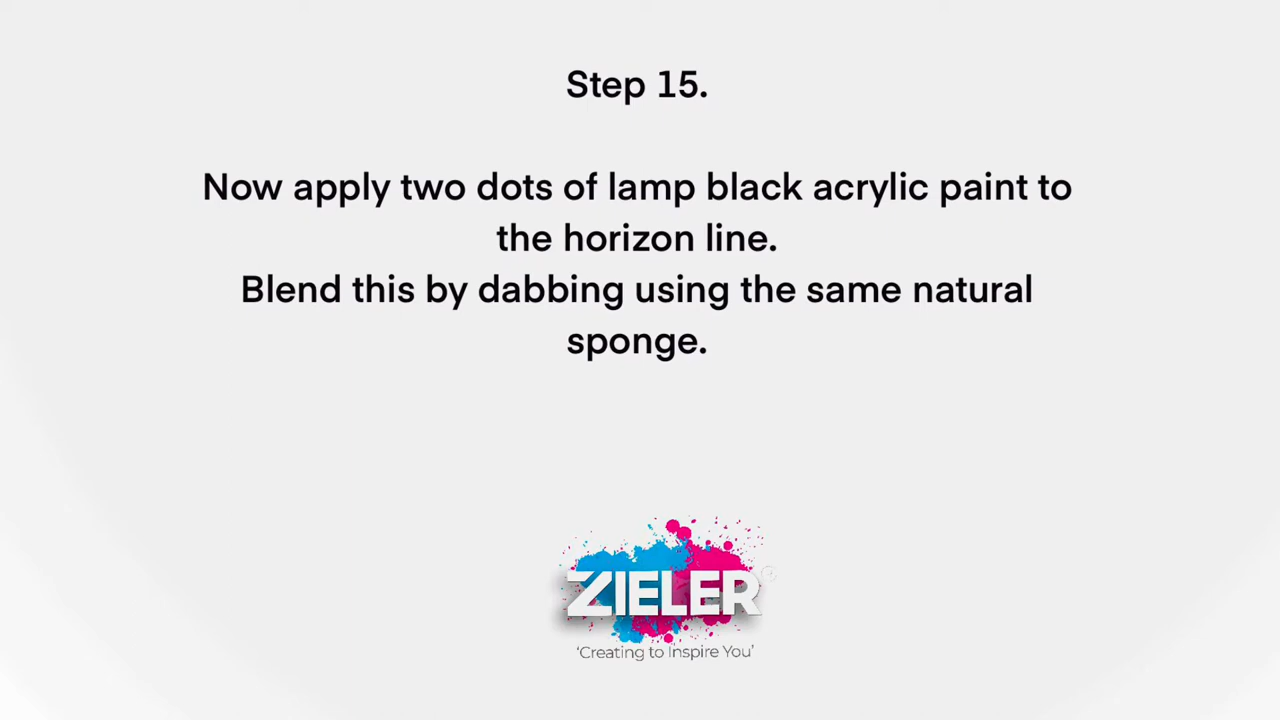 Step 15.
Now apply two dots of lamp black acrylic paint to
the horizon line.
Blend this by dabbing using the same natural
sponge.
ZIELER
‘Creating to Inspire You’